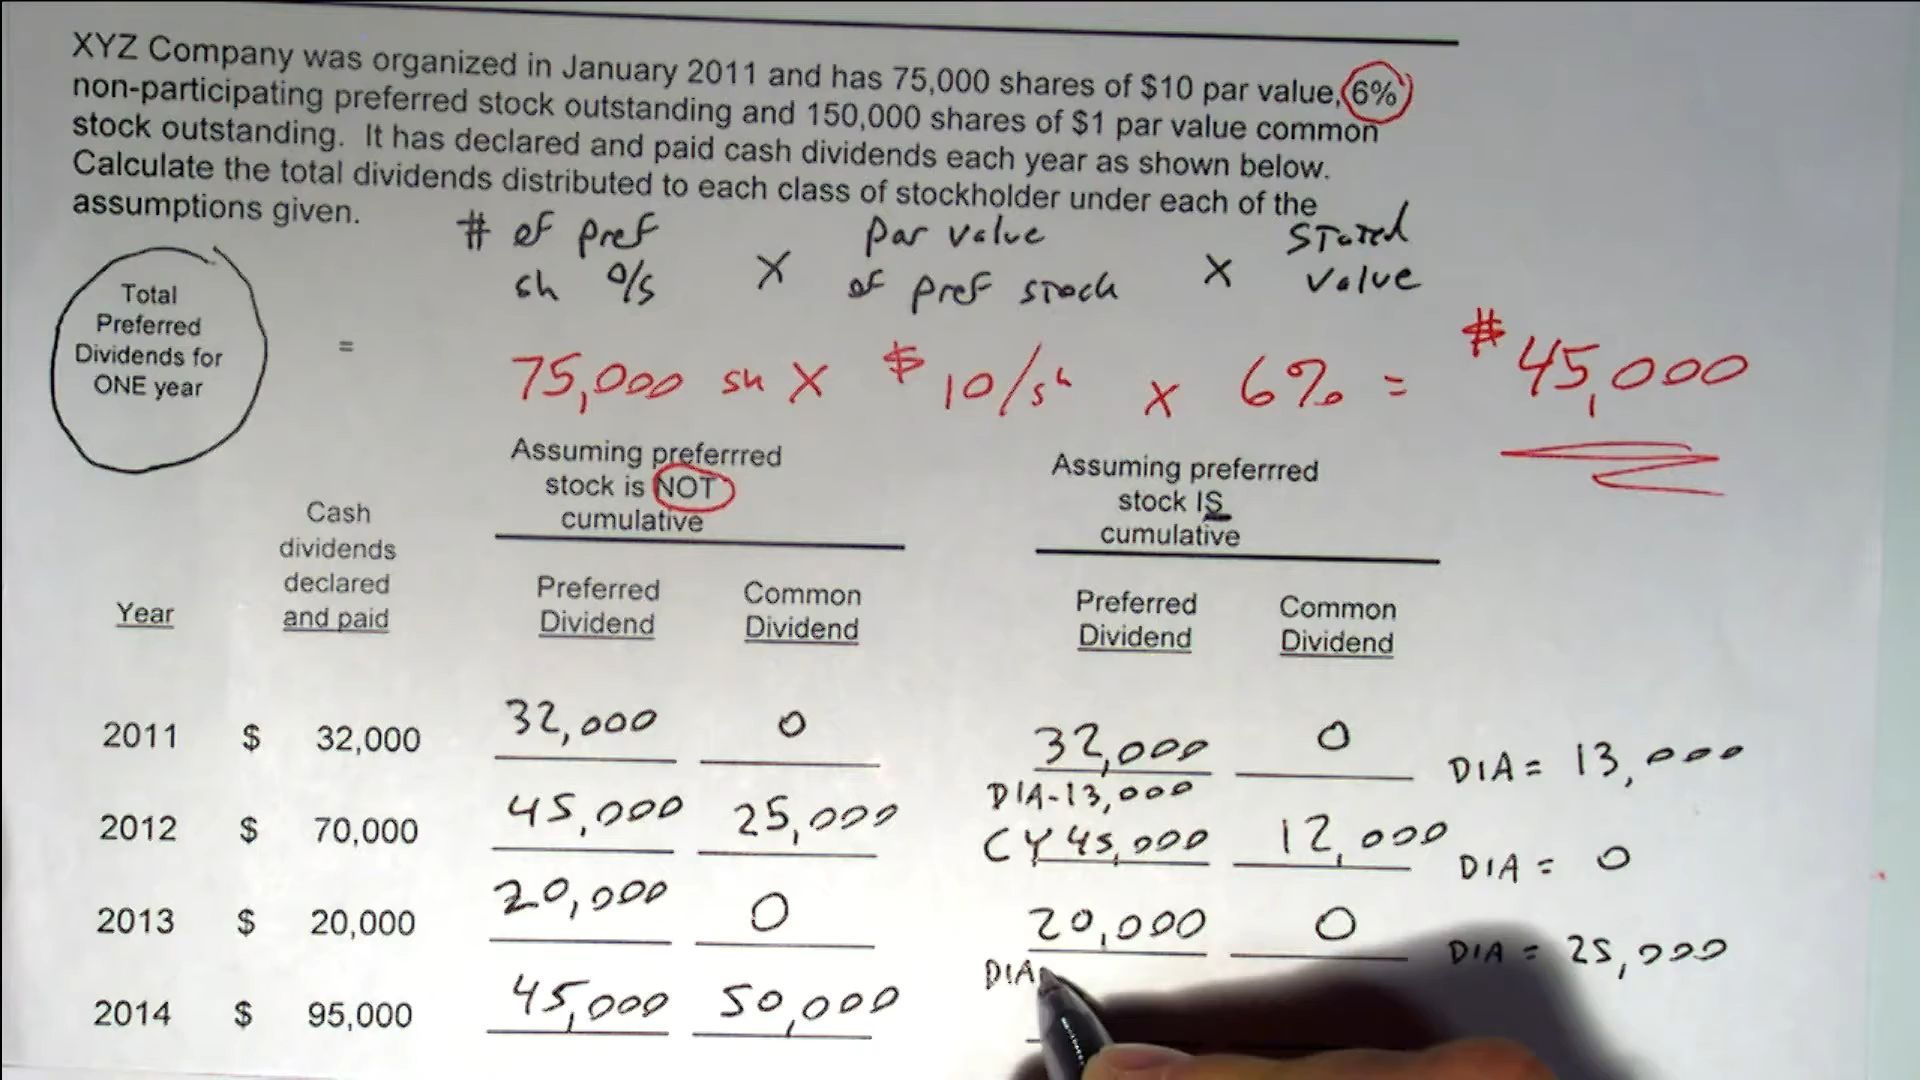 XYZ Company was organized in January 2011 and has 75,000 shares of $10 par value, 6%
non-participating preferred stock outstanding and 150,000 shares of $1 par value common
stock outstanding. It has declared and paid cash dividends each year as shown below.
Calculate the total dividends distributed to each class of stockholder under each of the
assumptions given.
# of pref
sh o/s
X
par value
of pref stock
X
Stated
value
Total
Preferred
Dividends for
ONE year
=
75,000 sh X $10/sh x 6% = $45,000
Assuming preferrred
stock is NOT
cumulative
Assuming preferrred
stock IS
cumulative
Year
Cash
dividends
declared
and paid
Preferred
Dividend
Common
Dividend
Preferred
Dividend
Common
Dividend
2011 $ 32,000 32,000 0 32,000 0 DIA = 13,000
DIA-13,000
2012 $ 70,000 45,000 25,000 CY 45,000 12,000 DIA = 0
2013 $ 20,000 20,000 0 20,000 0 DIA = 25,000
DIA
2014 $ 95,000 45,000 50,000